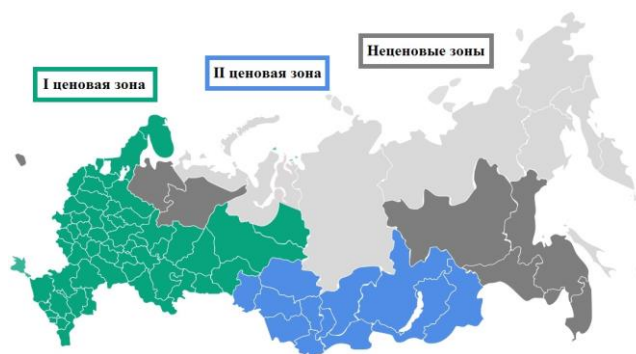 Неценовые зоны
II ценовая зона
I ценовая зона